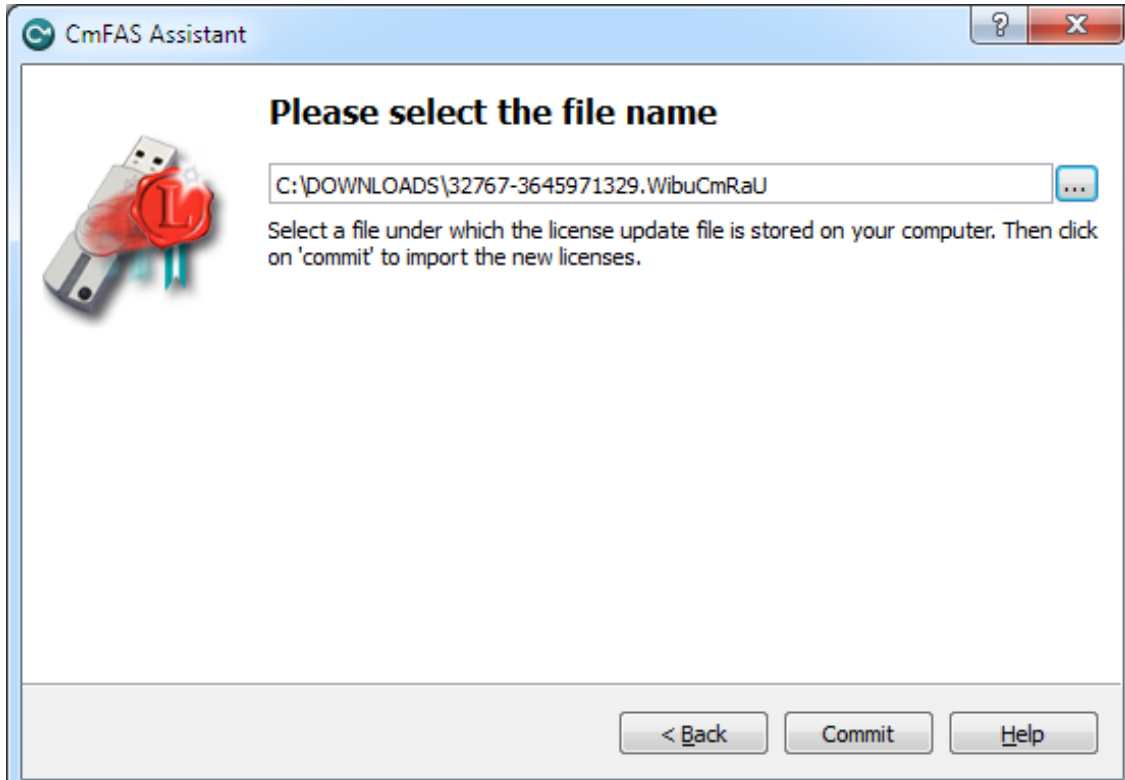 CmFAS Assistant
?
X
Please select the file name
C:\DOWNLOADS\32767-3645971329.WibuCmRaU
...
Select a file under which the license update file is stored on your computer. Then click
on 'commit' to import the new licenses.
L
< Back
Commit
Help